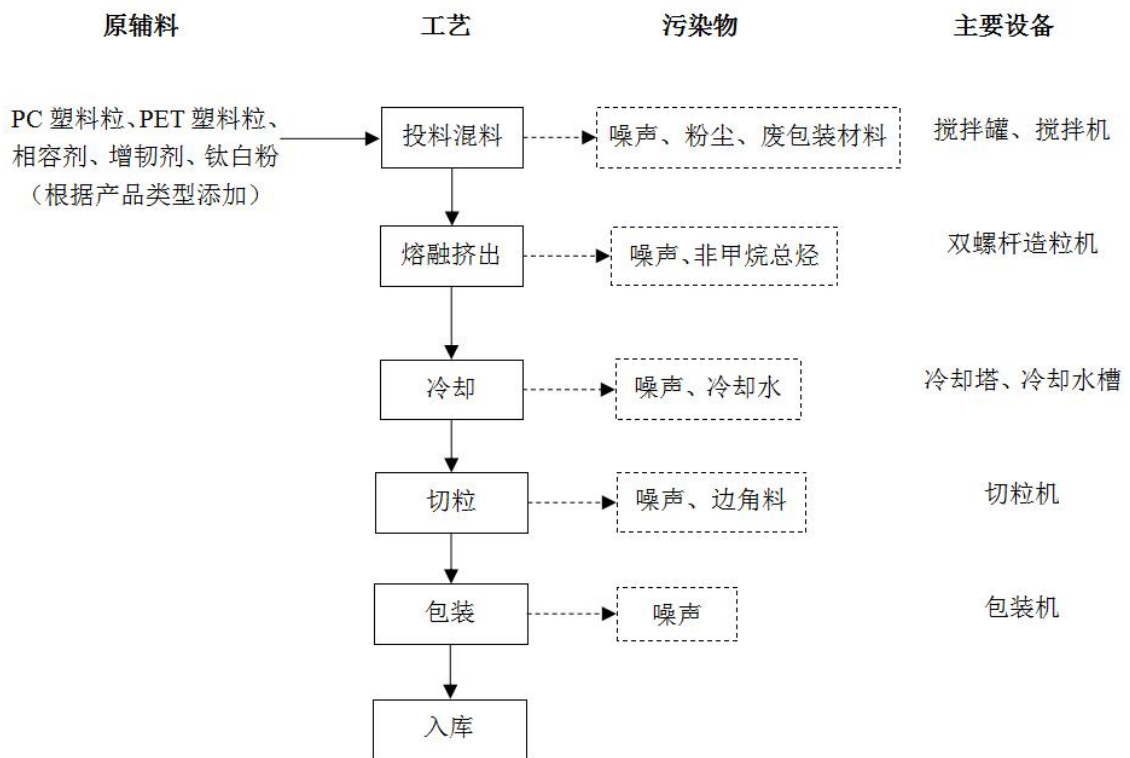 原辅料 工艺 污染物 主要设备
PC 塑料粒、PET 塑料粒、
相容剂、增韧剂、钛白粉
（根据产品类型添加）
投料混料 噪声、粉尘、废包装材料 搅拌罐、搅拌机
熔融挤出 噪声、非甲烷总烃 双螺杆造粒机
冷却 噪声、冷却水 冷却塔、冷却水槽
切粒 噪声、边角料 切粒机
包装 噪声 包装机
入库